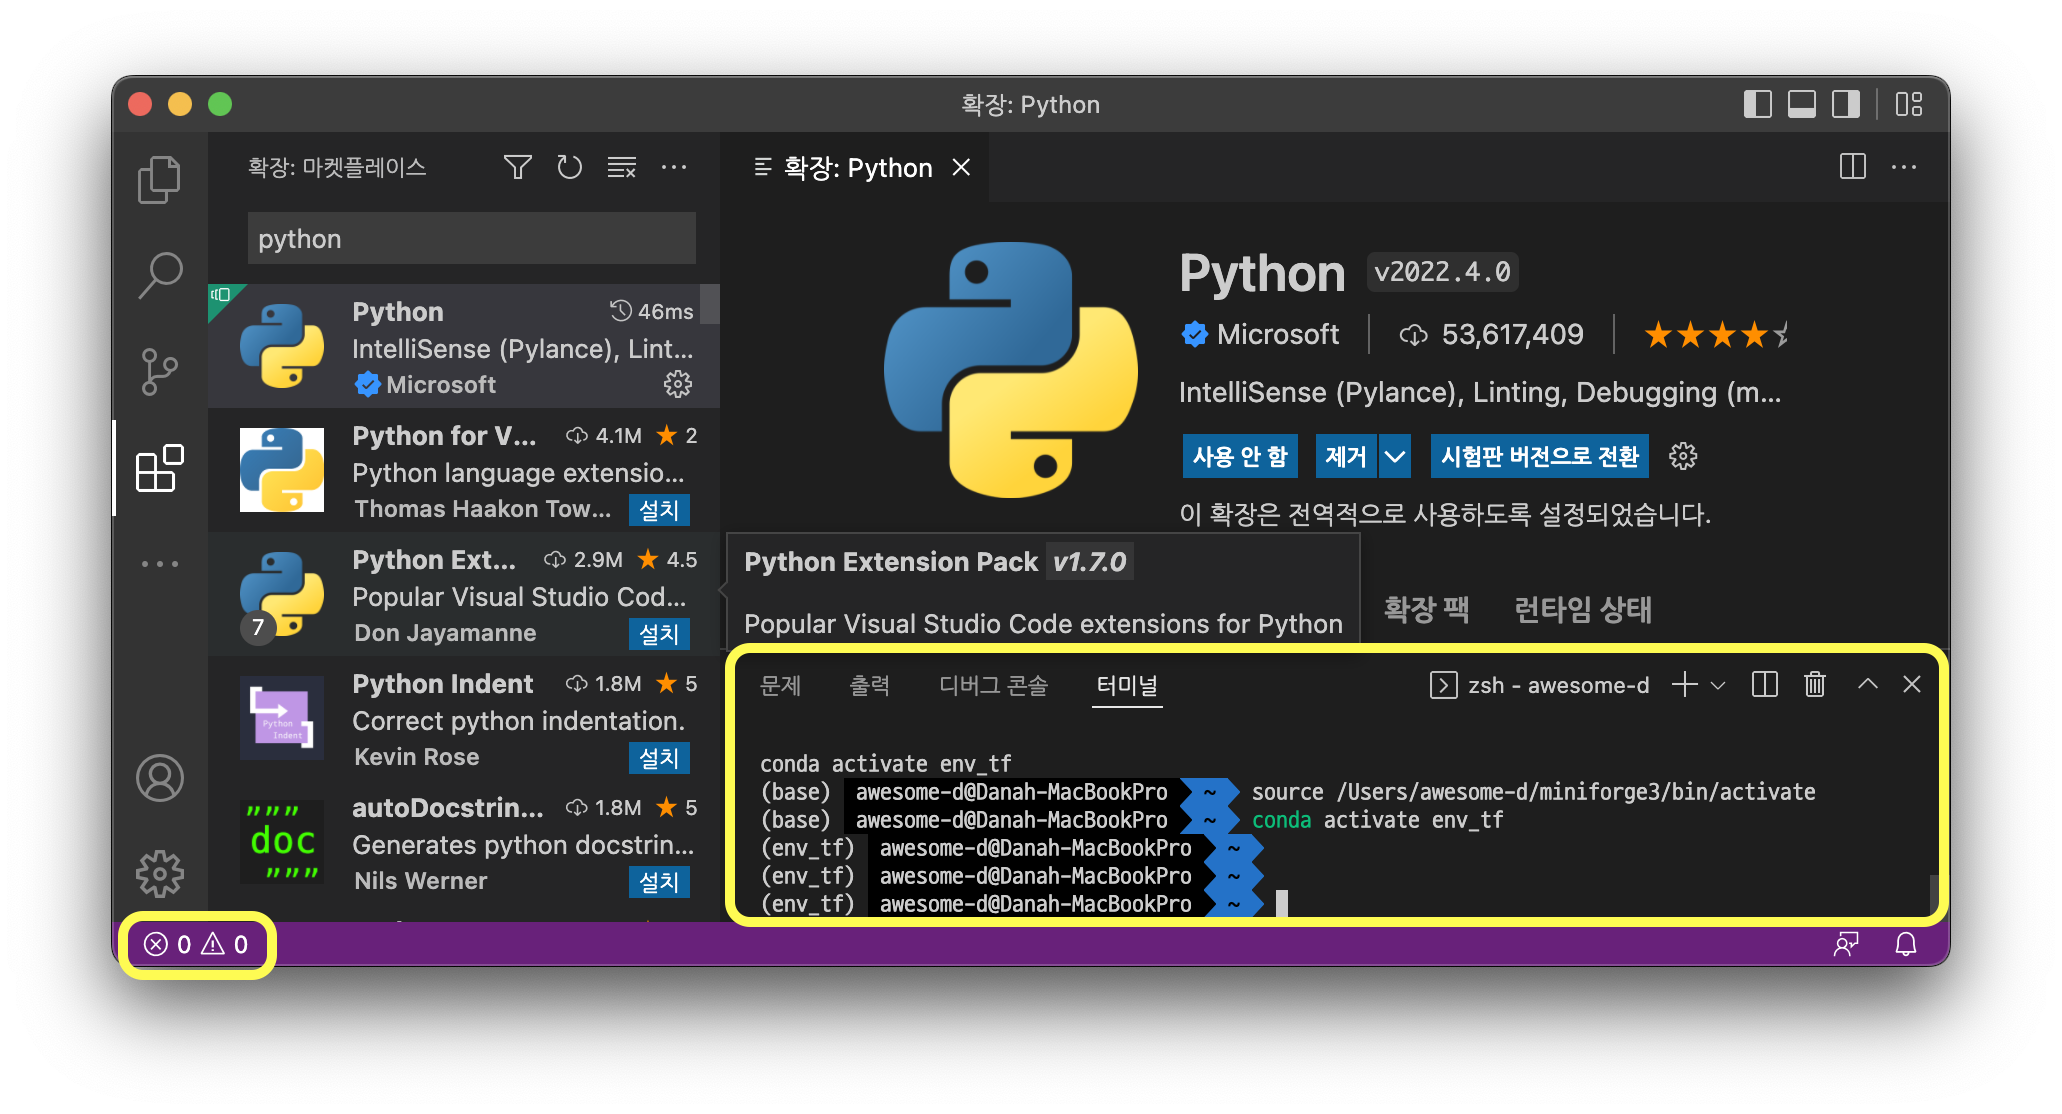 확장: Python
확장: 마켓플레이스
python
Python 46ms
IntelliSense (Pylance), Lint...
Microsoft
Python for V... 4.1M 2
Python language extensio...
Thomas Haakon Tow... 설치
Python Ext... 2.9M 4.5
Popular Visual Studio Cod...
7 Don Jayamanne 설치
Python Indent 1.8M 5
Correct python indentation.
Python
Indent
Kevin Rose 설치
autoDocstrin... 1.8M 5
"""
doc
"""
Generates python docstrin...
Nils Werner 설치
확장: Python
Python v2022.4.0
Microsoft 53,617,409
IntelliSense (Pylance), Linting, Debugging (m...
사용 안 함 제거 시험판 버전으로 전환
이 확장은 전역적으로 사용하도록 설정되었습니다.
Python Extension Pack v1.7.0
Popular Visual Studio Code extensions for Python
확장 팩 런타임 상태
문제 출력 디버그 콘솔 터미널 zsh - awesome-d
conda activate env_tf
(base) awesome-d@Danah-MacBookPro ~ source /Users/awesome-d/miniforge3/bin/activate
(base) awesome-d@Danah-MacBookPro ~ conda activate env_tf
(env_tf) awesome-d@Danah-MacBookPro ~
(env_tf) awesome-d@Danah-MacBookPro ~
(env_tf) awesome-d@Danah-MacBookPro ~
0 0